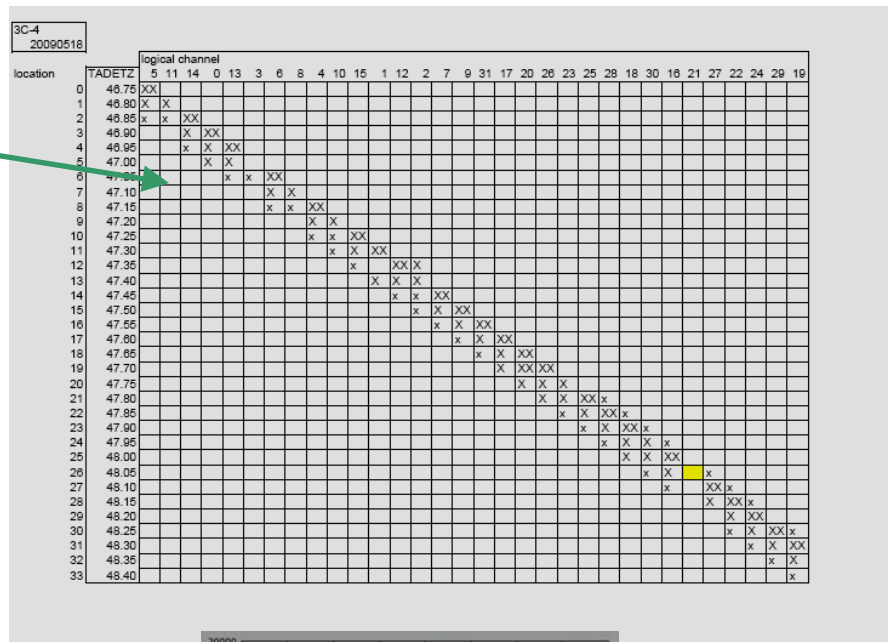 3C-4
20090518
logical channel
location TADETZ 5 11 14 0 13 3 6 8 4 10 15 1 12 2 7 9 31 17 20 26 23 25 28 18 30 16 21 27 22 24 29 19
0 46.75 XX
1 46.80 X X
2 46.85 x x XX
3 46.90 X XX
4 46.95 x X XX
5 47.00 X X
6 47.05 x x XX
7 47.10 X X
8 47.15 x x XX
9 47.20 X X
10 47.25 x x XX
11 47.30 x X XX
12 47.35 x XX X
13 47.40 X X X
14 47.45 x x XX
15 47.50 x X XX
16 47.55 x X XX
17 47.60 x X XX
18 47.65 x X XX
19 47.70 X XX XX
20 47.75 X X X
21 47.80 X X XX x
22 47.85 x X XX x
23 47.90 x X XX x
24 47.95 x X X x
25 48.00 X X XX
26 48.05 x X x
27 48.10 x XX x
28 48.15 X XX x
29 48.20 X XX
30 48.25 x X XX x
31 48.30 x X XX
32 48.35 x X
33 48.40 x